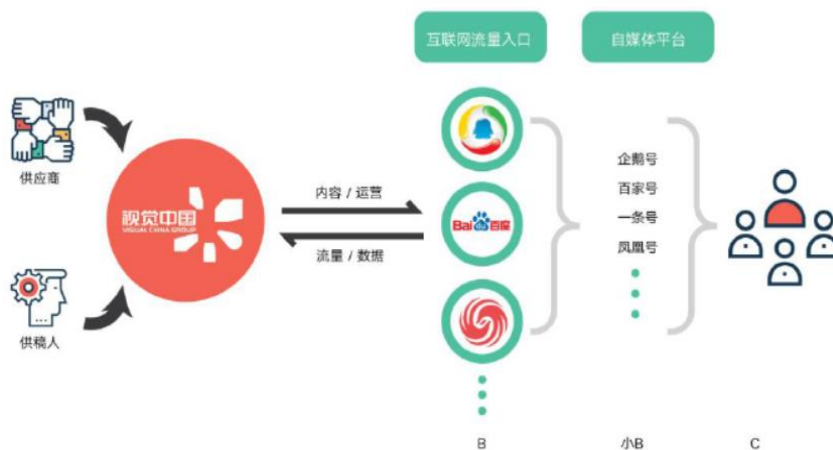 互联网流量入口
自媒体平台
供应商
视觉中国
VISUAL CHINA GROUP
供稿人
内容 / 运营
流量 / 数据
Bai百度
企鹅号
百家号
一条号
凤凰号
B
小B
C